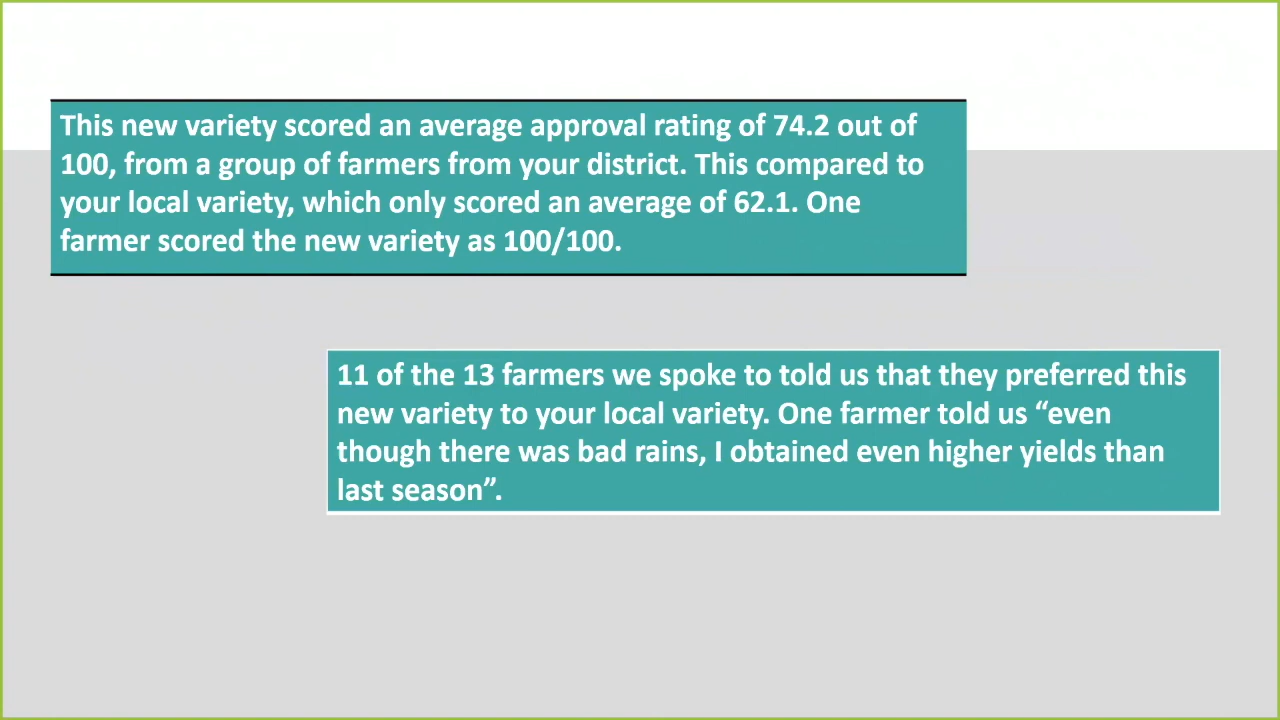 This new variety scored an average approval rating of 74.2 out of
100, from a group of farmers from your district. This compared to
your local variety, which only scored an average of 62.1. One
farmer scored the new variety as 100/100.
11 of the 13 farmers we spoke to told us that they preferred this
new variety to your local variety. One farmer told us “even
though there was bad rains, I obtained even higher yields than
last season”.